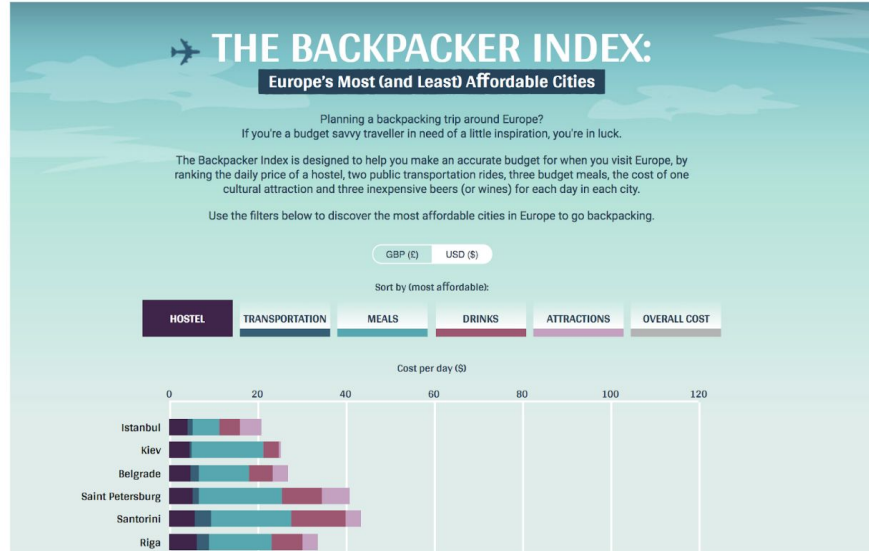 THE BACKPACKER INDEX:
Europe's Most (and Least) Affordable Cities
Planning a backpacking trip around Europe?
If you're a budget savvy traveller in need of a little inspiration, you're in luck.
The Backpacker Index is designed to help you make an accurate budget for when you visit Europe, by
ranking the daily price of a hostel, two public transportation rides, three budget meals, the cost of one
cultural attraction and three inexpensive beers (or wines) for each day in each city.
Use the filters below to discover the most affordable cities in Europe to go backpacking.
GBP (£) USD ($)
Sort by (most affordable):
HOSTEL TRANSPORTATION MEALS DRINKS ATTRACTIONS OVERALL COST
Cost per day ($)
0 20 40 60 80 100 120
Istanbul
Kiev
Belgrade
Saint Petersburg
Santorini
Riga